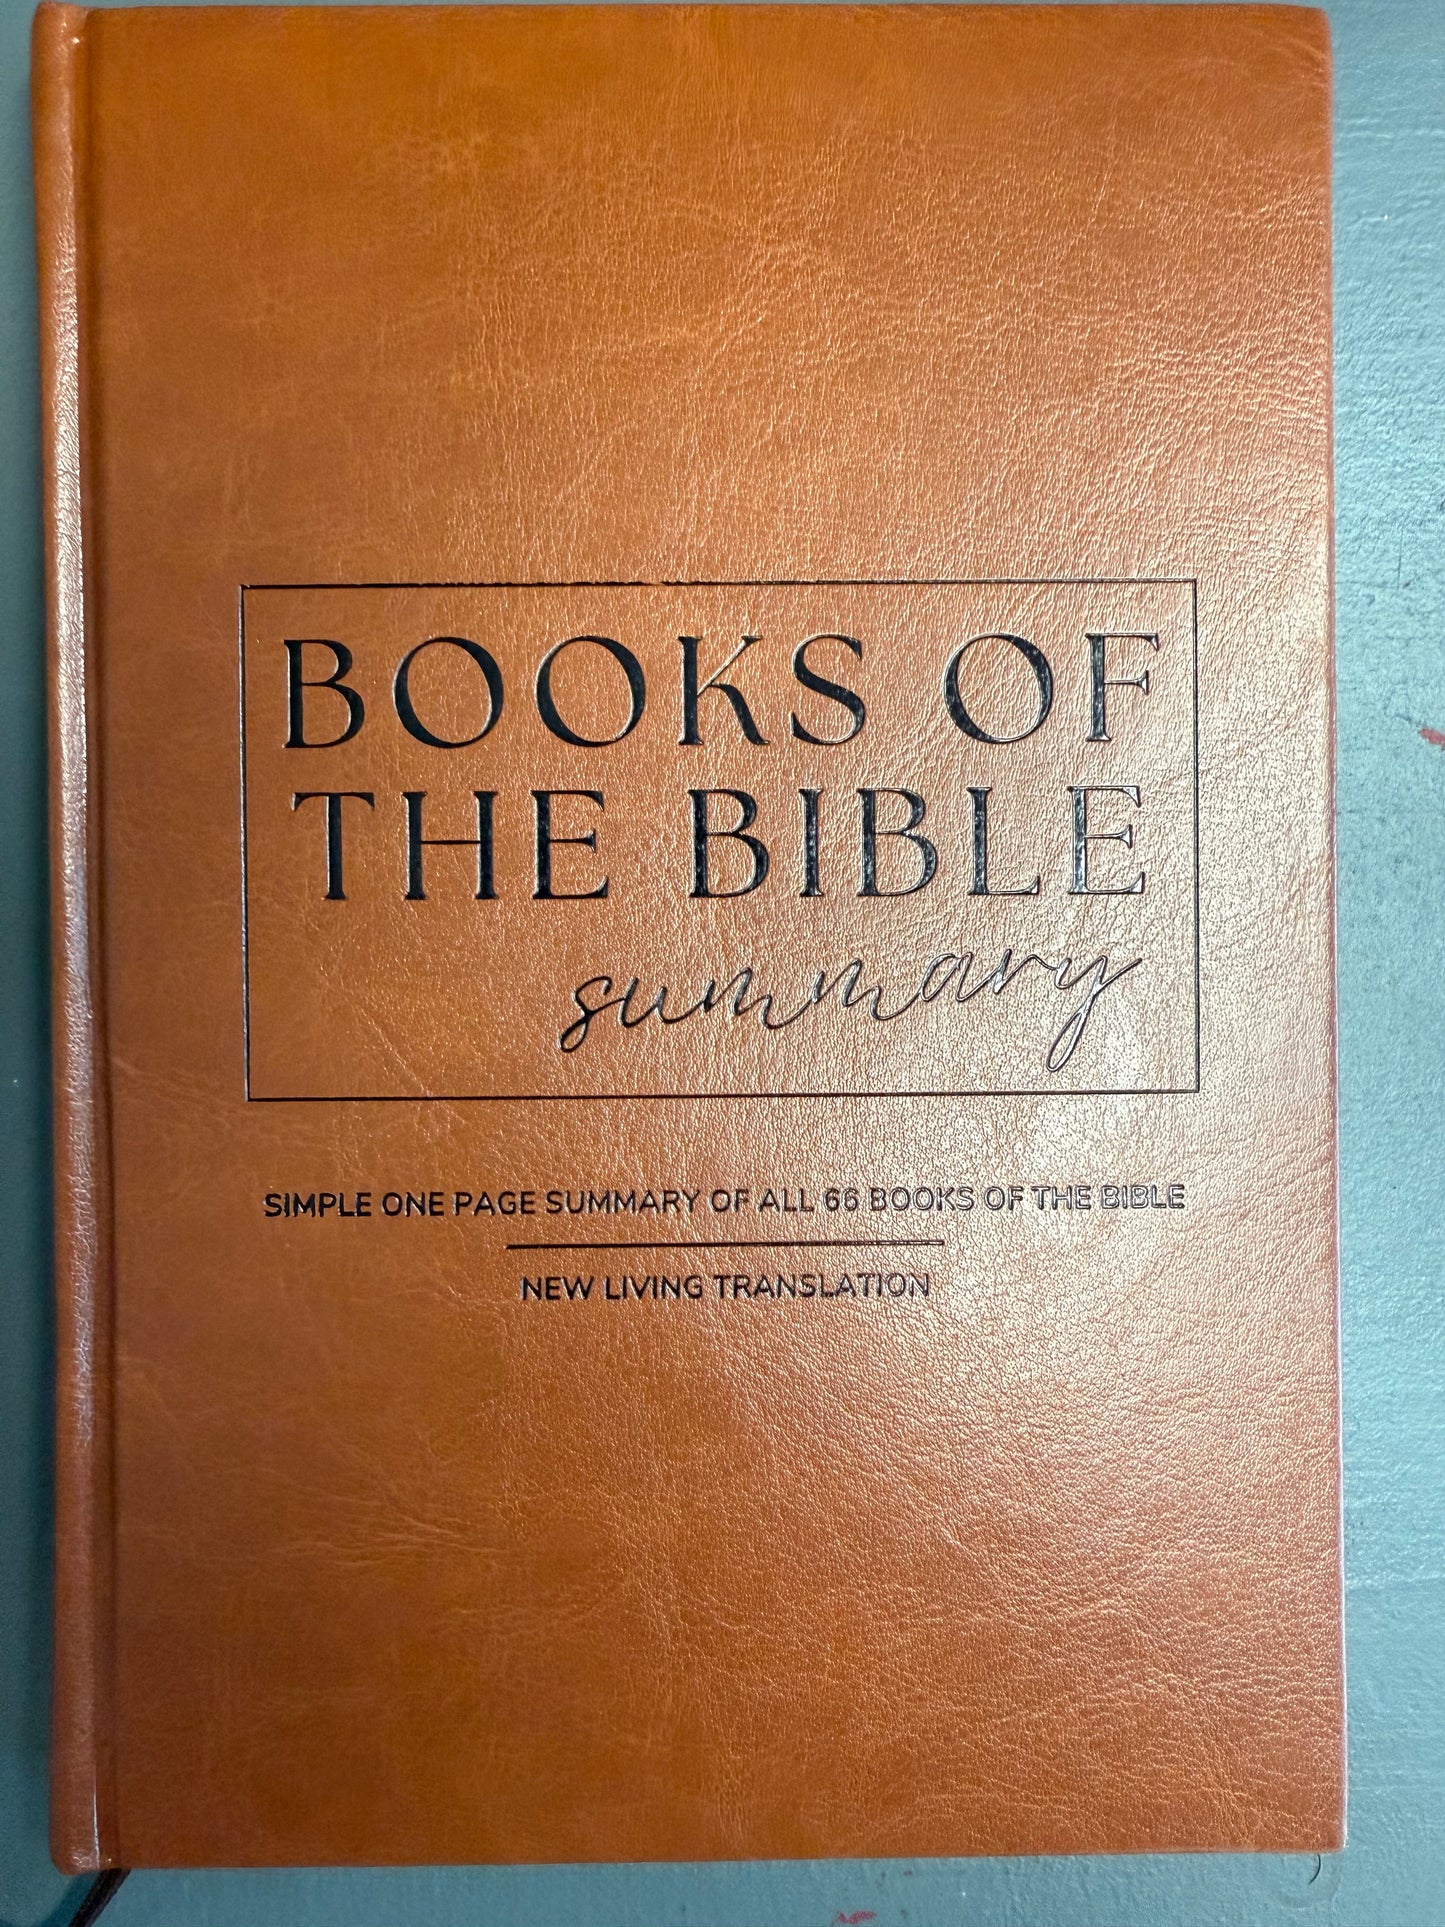 BOOKS OF
THE BIBLE
summary
SIMPLE ONE PAGE SUMMARY OF ALL 66 BOOKS OF THE BIBLE
NEW LIVING TRANSLATION